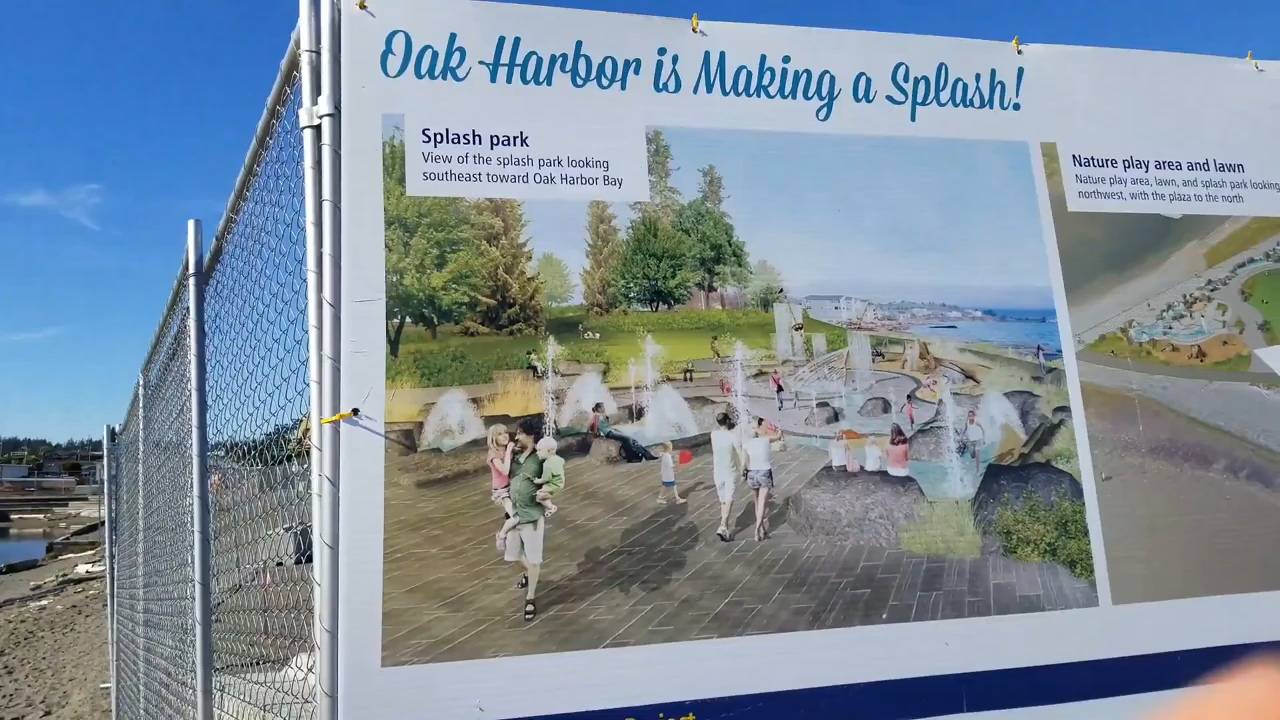 Oak Harbor is Making a Splash!
Splash park
View of the splash park looking
southeast toward Oak Harbor Bay
Nature play area and lawn
Nature play area, lawn, and splash park looking
northwest, with the plaza to the north
Project